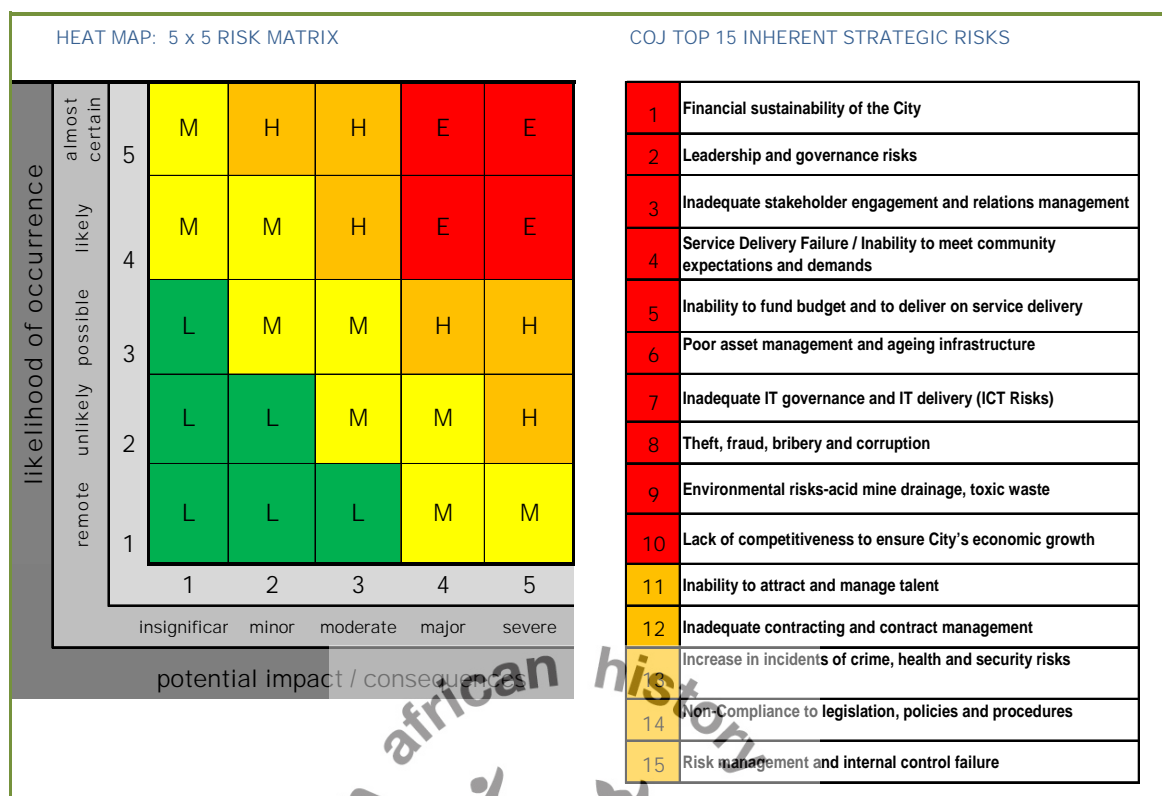 HEAT MAP: 5 x 5 RISK MATRIX
likelihood of occurrence
almost
certain
5
M H H E E
likely
4
M M H E E
possible
3
L M M H H
unlikely
2
L L M M H
remote
1
L L L M M
1 2 3 4 5
insignificar minor moderate major severe
potential impact / consequences
COJ TOP 15 INHERENT STRATEGIC RISKS
1 Financial sustainability of the City
2 Leadership and governance risks
3 Inadequate stakeholder engagement and relations management
4 Service Delivery Failure / Inability to meet community
expectations and demands
5 Inability to fund budget and to deliver on service delivery
6 Poor asset management and ageing infrastructure
7 Inadequate IT governance and IT delivery (ICT Risks)
8 Theft, fraud, bribery and corruption
9 Environmental risks-acid mine drainage, toxic waste
10 Lack of competitiveness to ensure City's economic growth
11 Inability to attract and manage talent
12 Inadequate contracting and contract management
13 Increase in incidents of crime, health and security risks
14 Non-Compliance to legislation, policies and procedures
15 Risk management and internal control failure
african history